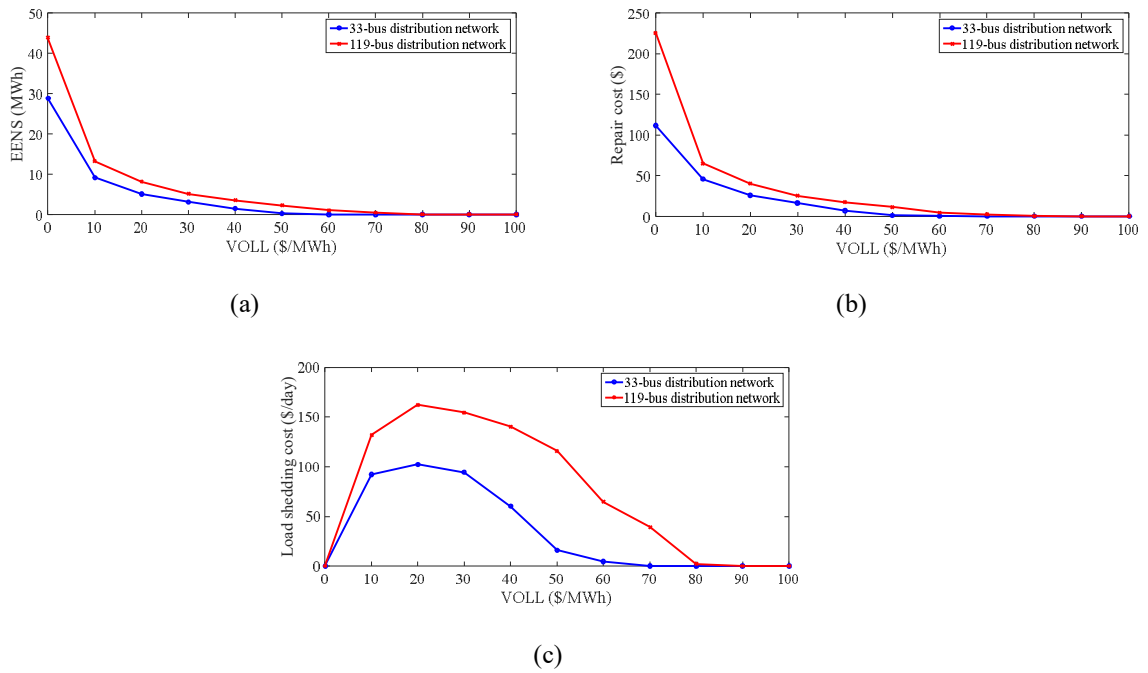 50
40
30
20
10
0
EENS (MWh)
33-bus distribution network
119-bus distribution network
0 10 20 30 40 50 60 70 80 90 100
VOLL ($/MWh)
(a)
250
200
150
100
50
0
Repair cost ($)
33-bus distribution network
119-bus distribution network
0 10 20 30 40 50 60 70 80 90 100
VOLL ($/MWh)
(b)
200
150
100
50
0
Load shedding cost ($/day)
33-bus distribution network
119-bus distribution network
0 10 20 30 40 50 60 70 80 90 100
VOLL ($/MWh)
(c)